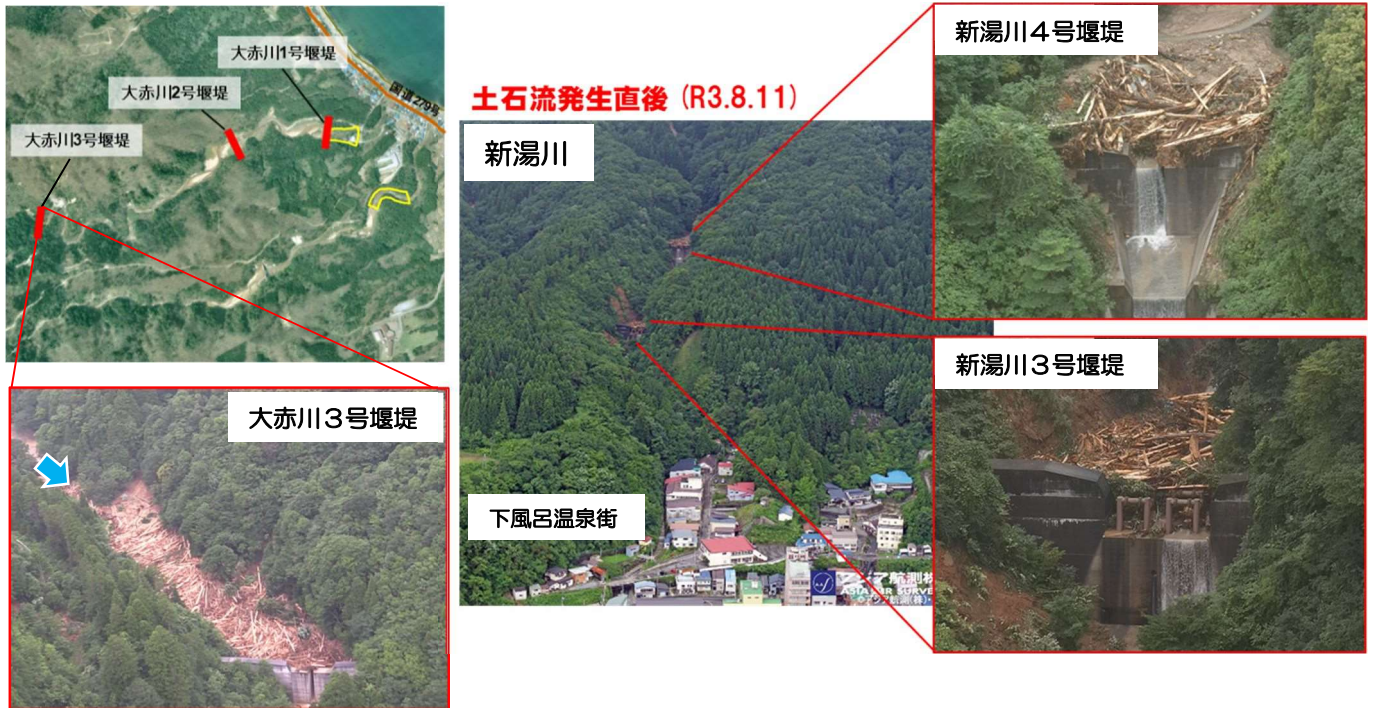 大赤川1号堰堤
大赤川2号堰堤
大赤川3号堰堤
国道279号
大赤川3号堰堤
土石流発生直後 (R3.8.11)
新湯川
下風呂温泉街
新湯川4号堰堤
新湯川3号堰堤